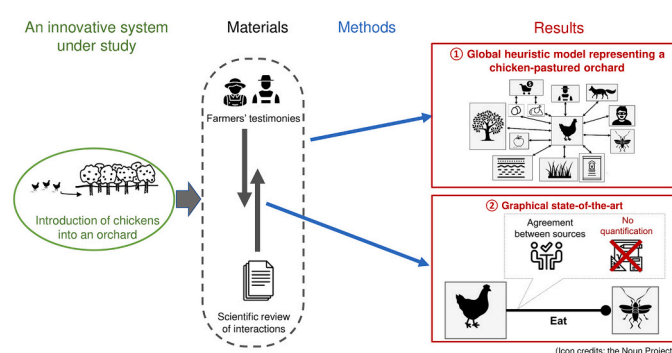 An innovative system
under study
Materials
Methods
Results
Farmers' testimonies
Introduction of chickens
into an orchard
Scientific review
of interactions
① Global heuristic model representing a
chicken-pastured orchard
② Graphical state-of-the-art
Agreement
between sources
No
quantification
Eat
(Icon credits: the Noun Project